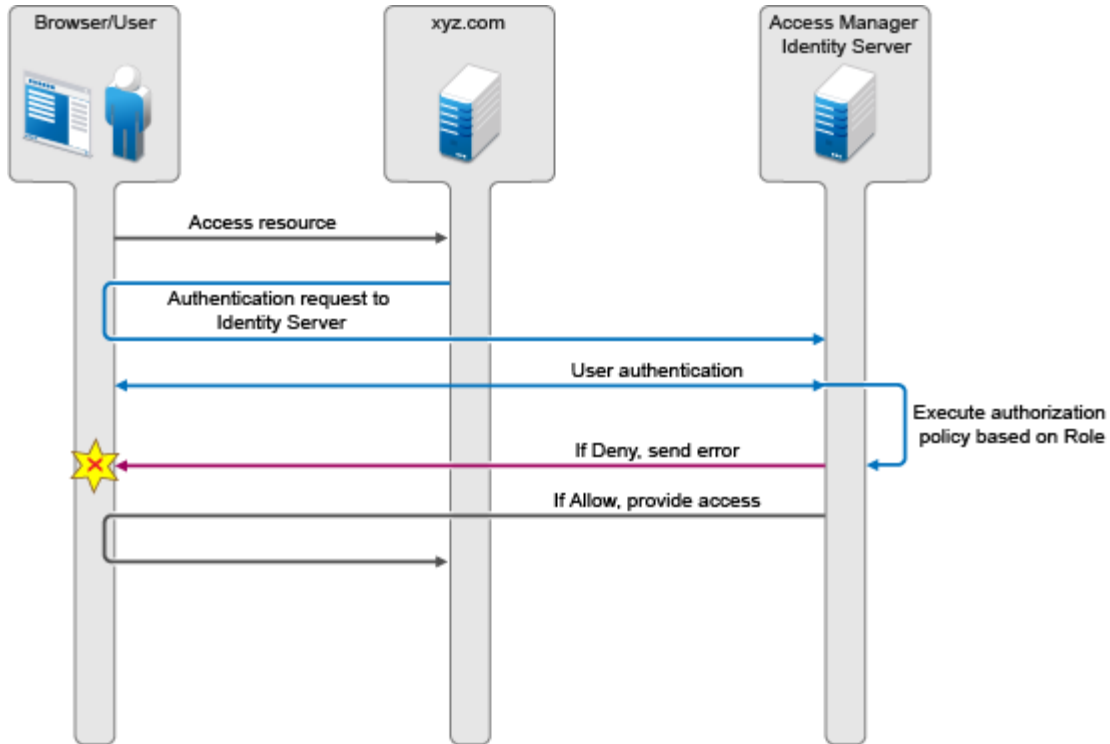 Browser/User
xyz.com
Access Manager
Identity Server
Access resource
Authentication request to
Identity Server
User authentication
Execute authorization
policy based on Role
If Deny, send error
If Allow, provide access